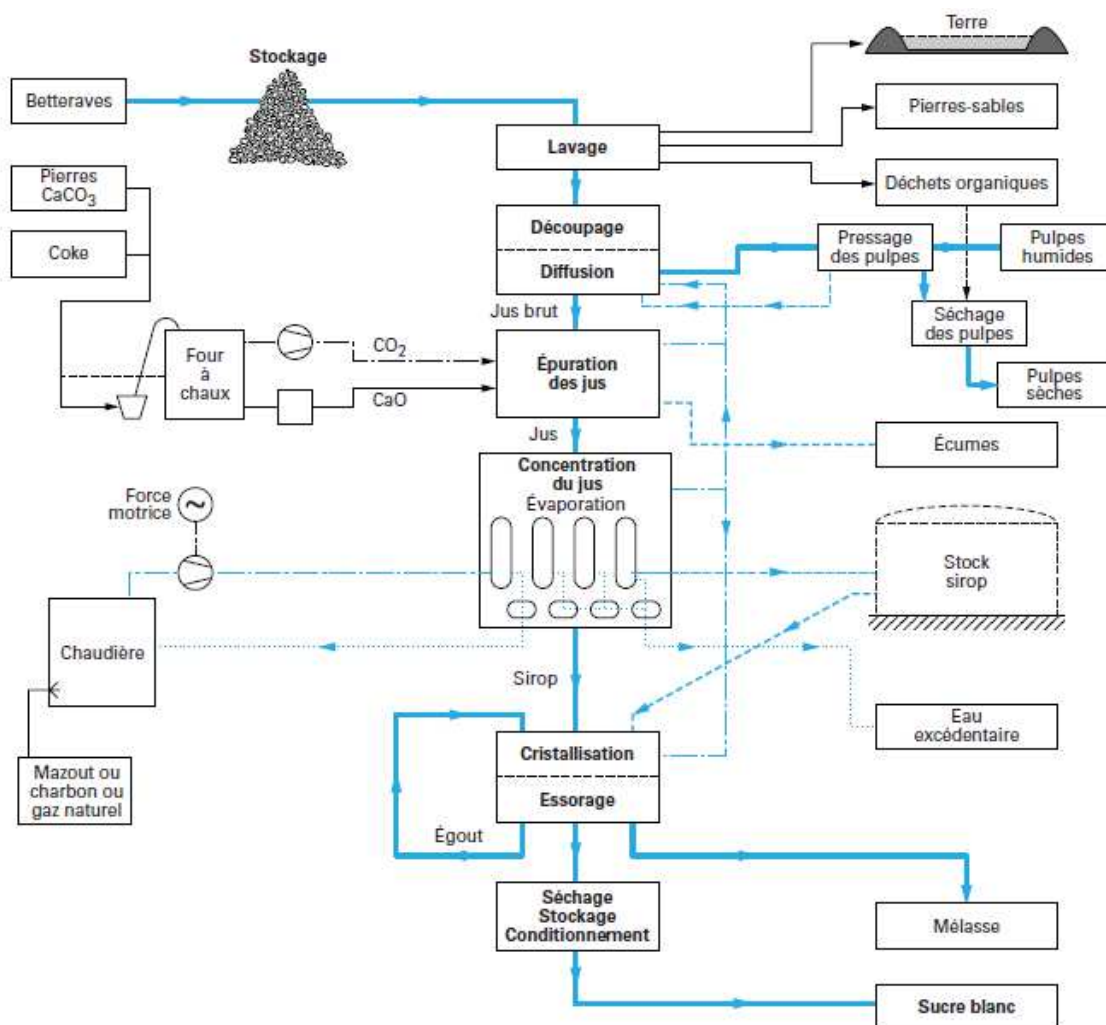 Terre
Stockage
Betteraves
Pierres-sables
Lavage
Pierres
CaCO3
Déchets organiques
Découpage
Coke
Pressage
des pulpes
Pulpes
humides
Diffusion
Jus brut
Séchage
des pulpes
Four
à
chaux
CO2
Épuration
des jus
Pulpes
sèches
CaO
Jus
Écumes
Concentration
du jus
Évaporation
Force
motrice
~
Stock
sirop
Chaudière
Sirop
Eau
excédentaire
Cristallisation
Mazout ou
charbon ou
gaz naturel
Essorage
Égout
Séchage
Stockage
Conditionnement
Mélasse
Sucre blanc